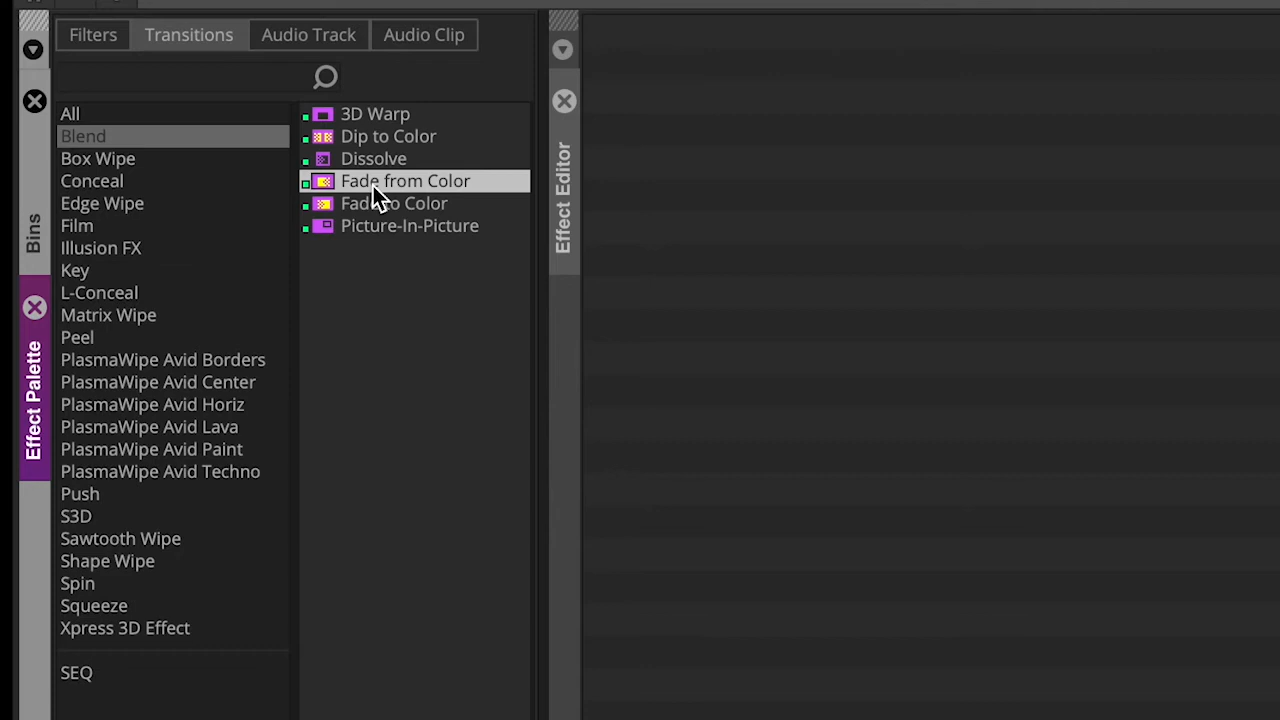 Filters Transitions Audio Track Audio Clip
Bins
Effect Palette
All
Blend
Box Wipe
Conceal
Edge Wipe
Film
Illusion FX
Key
L-Conceal
Matrix Wipe
Peel
PlasmaWipe Avid Borders
PlasmaWipe Avid Center
PlasmaWipe Avid Horiz
PlasmaWipe Avid Lava
PlasmaWipe Avid Paint
PlasmaWipe Avid Techno
Push
S3D
Sawtooth Wipe
Shape Wipe
Spin
Squeeze
Xpress 3D Effect
SEQ
3D Warp
Dip to Color
Dissolve
Fade from Color
Fade to Color
Picture-In-Picture
Effect Editor